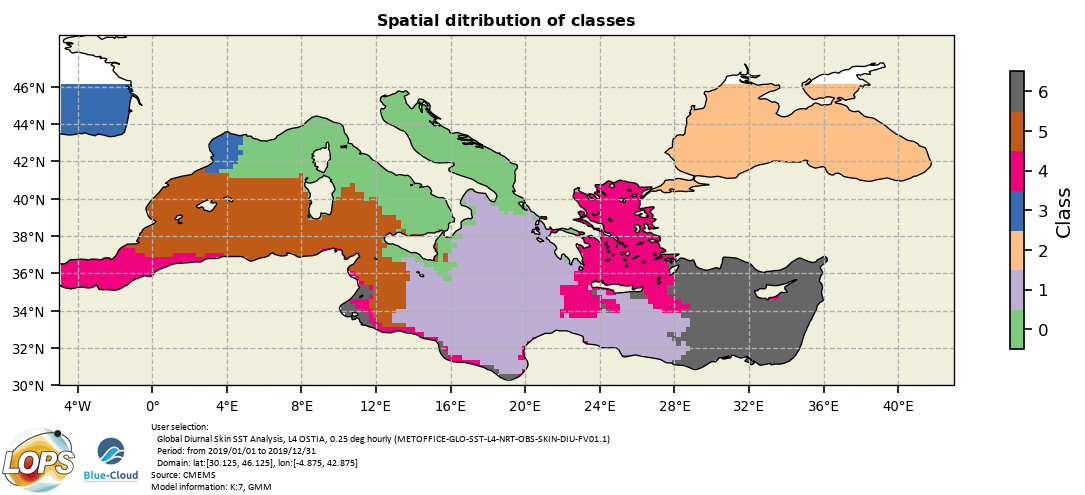 Spatial ditribution of classes
46°N
44°N
42°N
40°N
38°N
36°N
34°N
32°N
30°N
4°W
0°
4°E
8°E
12°E
16°E
20°E
24°E
28°E
32°E
36°E
40°E
6
5
4
3
2
1
0
Class
LOPS
Blue-Cloud
User selection:
Global Diurnal Skin SST Analysis, L4 OSTIA, 0.25 deg hourly (METOFFICE-GLO-SST-L4-NRT-OBS-SKIN-DIU-FV01.1)
Period: from 2019/01/01 to 2019/12/31
Domain: lat:[30.125, 46.125], lon:[-4.875, 42.875]
Source: CMEMS
Model information: K:7, GMM